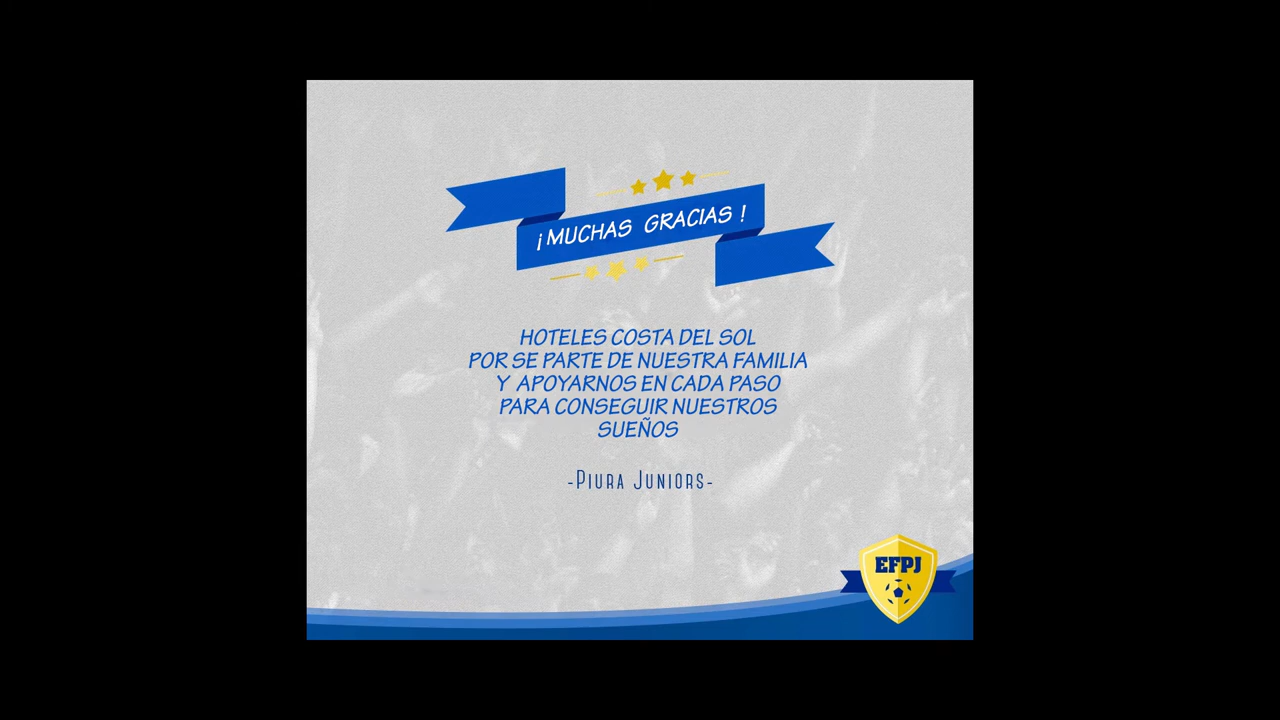 ¡MUCHAS GRACIAS!
HOTELES COSTA DEL SOL
POR SE PARTE DE NUESTRA FAMILIA
Y APOYARNOS EN CADA PASO
PARA CONSEGUIR NUESTROS
SUEÑOS
-PIURA JUNIORS-
EFPJ